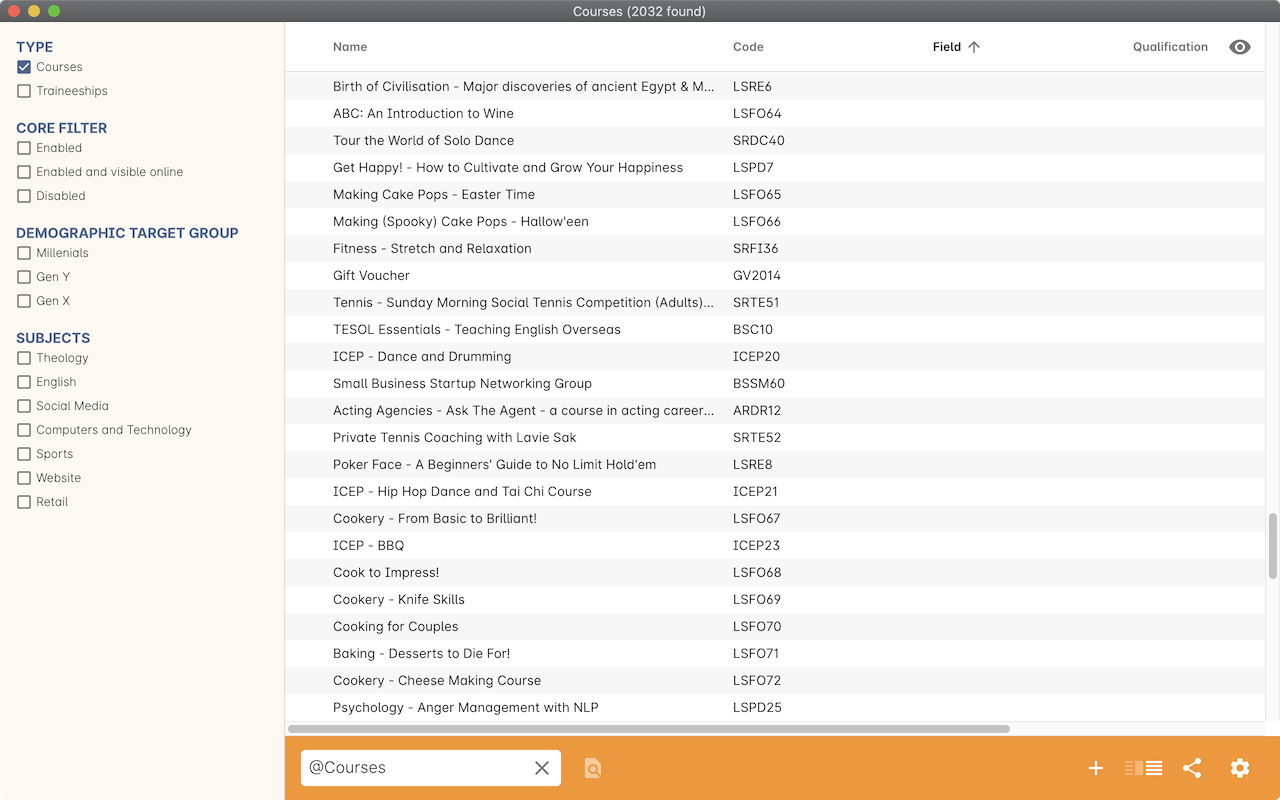 Courses (2032 found)
TYPE
Courses
Traineeships
CORE FILTER
Enabled
Enabled and visible online
Disabled
DEMOGRAPHIC TARGET GROUP
Millenials
Gen Y
Gen X
SUBJECTS
Theology
English
Social Media
Computers and Technology
Sports
Website
Retail
Name Code Field Qualification
Birth of Civilisation - Major discoveries of ancient Egypt & M... LSRE6
ABC: An Introduction to Wine LSFO64
Tour the World of Solo Dance SRDC40
Get Happy! - How to Cultivate and Grow Your Happiness LSPD7
Making Cake Pops - Easter Time LSFO65
Making (Spooky) Cake Pops - Hallow'een LSFO66
Fitness - Stretch and Relaxation SRFI36
Gift Voucher GV2014
Tennis - Sunday Morning Social Tennis Competition (Adults)... SRTE51
TESOL Essentials - Teaching English Overseas BSC10
ICEP - Dance and Drumming ICEP20
Small Business Startup Networking Group BSSM60
Acting Agencies - Ask The Agent - a course in acting career... ARDR12
Private Tennis Coaching with Lavie Sak SRTE52
Poker Face - A Beginners' Guide to No Limit Hold'em LSRE8
ICEP - Hip Hop Dance and Tai Chi Course ICEP21
Cookery - From Basic to Brilliant! LSFO67
ICEP - BBQ ICEP23
Cook to Impress! LSFO68
Cookery - Knife Skills LSFO69
Cooking for Couples LSFO70
Baking - Desserts to Die For! LSFO71
Cookery - Cheese Making Course LSFO72
Psychology - Anger Management with NLP LSPD25
@Courses